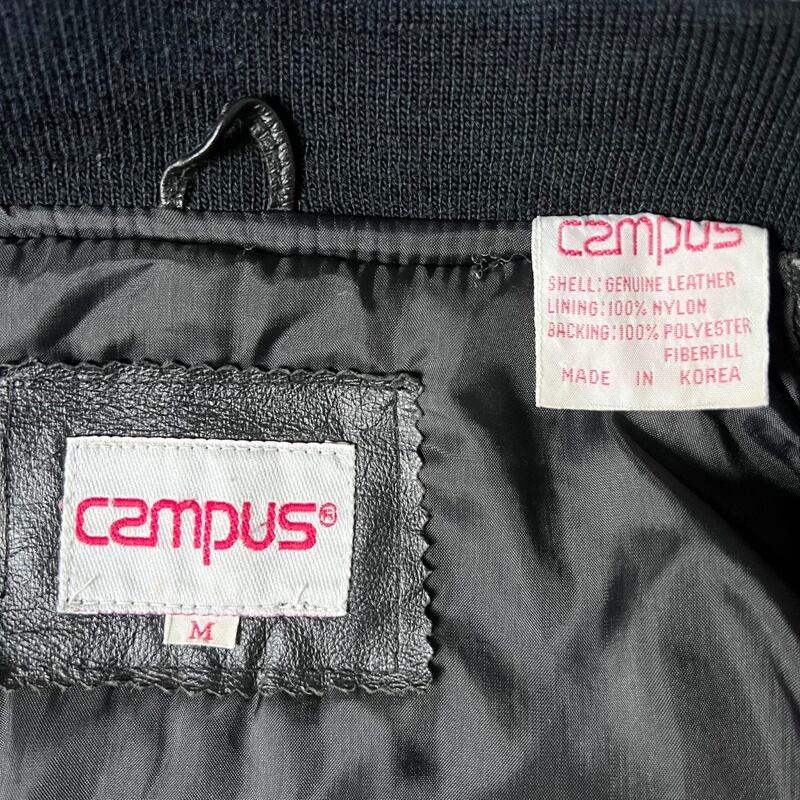 campus
SHELL: GENUINE LEATHER
LINING: 100% NYLON
BACKING: 100% POLYESTER
FIBERFILL
MADE IN KOREA
campus®
M